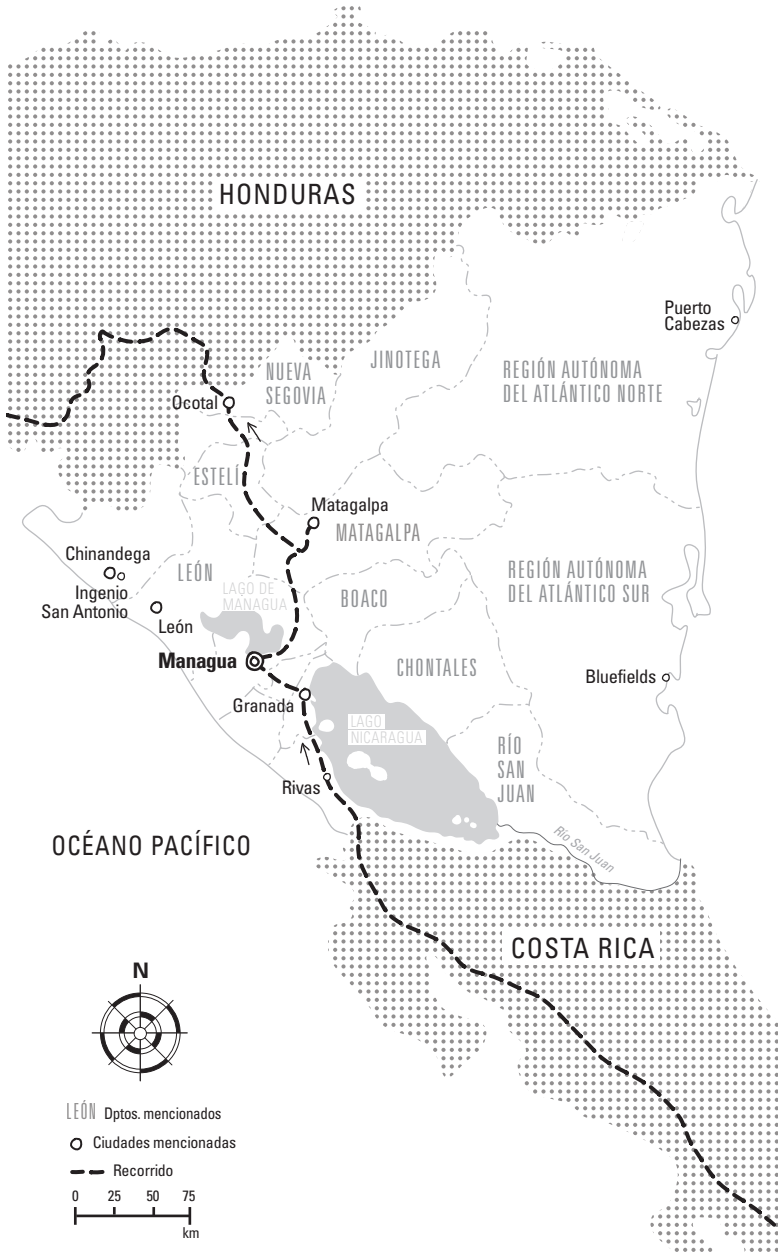 HONDURAS
Puerto
Cabezas
JINOTEGA
NUEVA
SEGOVIA
REGIÓN AUTÓNOMA
DEL ATLÁNTICO NORTE
Ocotal
ESTELÍ
Matagalpa
MATAGALPA
Chinandega
Ingenio
San Antonio
LEÓN
LAGO DE
MANAGUA
BOACO
REGIÓN AUTÓNOMA
DEL ATLÁNTICO SUR
León
Managua
CHONTALES
Bluefields
Granada
LAGO
NICARAGUA
RÍO
SAN
JUAN
Rivas
Río San Juan
OCÉANO PACÍFICO
COSTA RICA
N
LEÓN Dptos. mencionados
Ciudades mencionadas
Recorrido
0 25 50 75
km